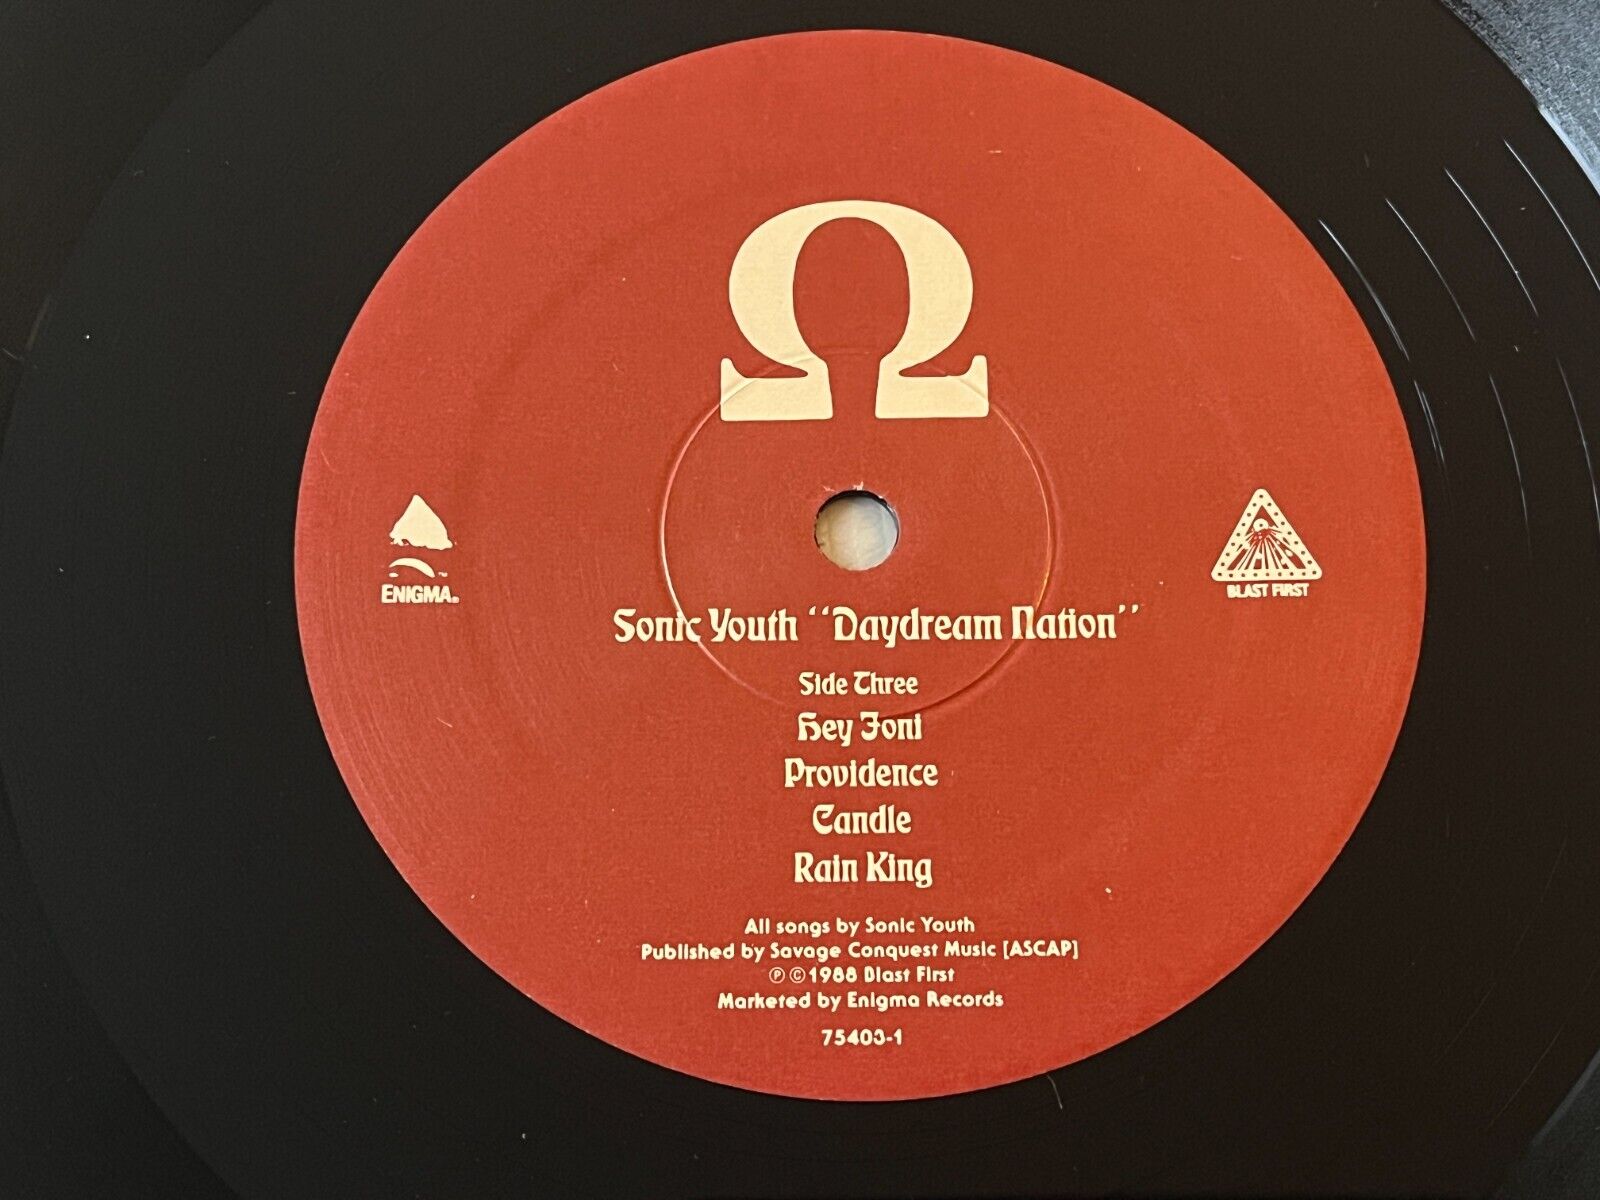 Ω
ENIGMA®
BLAST FIRST
Sonic Youth “Daydream Nation”
Side Three
Hey Joni
Providence
Candle
Rain King
All songs by Sonic Youth
Published by Savage Conquest Music [ASCAP]
℗ © 1988 Blast First
Marketed by Enigma Records
75403-1